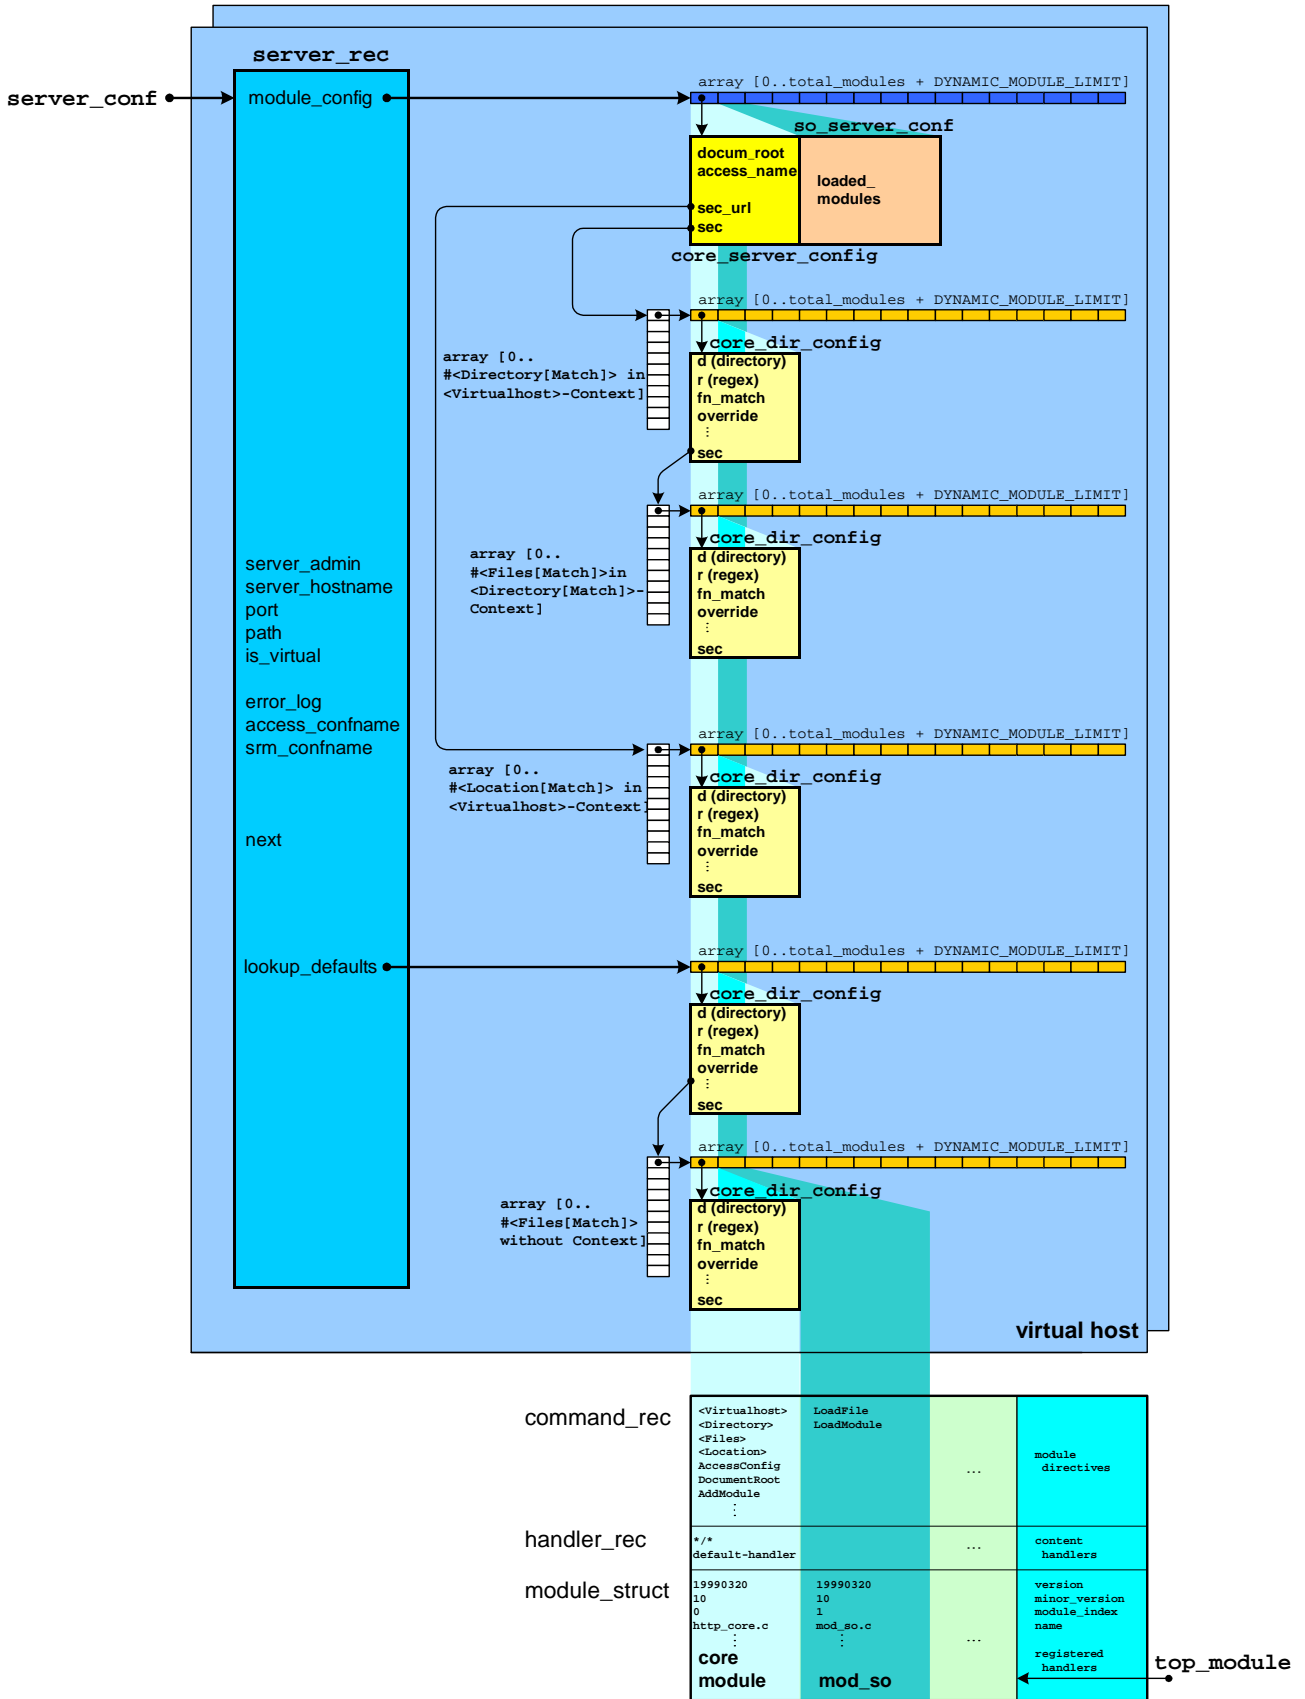 server_rec
server_conf
module_config
array [0..total_modules + DYNAMIC_MODULE_LIMIT]
so_server_conf
docum_root
access_name
sec_url
sec
loaded_
modules
core_server_config
array [0..total_modules + DYNAMIC_MODULE_LIMIT]
core_dir_config
array [0..
#<Directory[Match]> in
<Virtualhost>-Context]
d (directory)
r (regex)
fn_match
override
⋮
sec
array [0..total_modules + DYNAMIC_MODULE_LIMIT]
core_dir_config
array [0..
#<Files[Match]>in
<Directory[Match]>-
Context]
d (directory)
r (regex)
fn_match
override
⋮
sec
server_admin
server_hostname
port
path
is_virtual
error_log
access_confname
srm_confname
next
array [0..total_modules + DYNAMIC_MODULE_LIMIT]
core_dir_config
array [0..
#<Location[Match]> in
<Virtualhost>-Context]
d (directory)
r (regex)
fn_match
override
⋮
sec
lookup_defaults
array [0..total_modules + DYNAMIC_MODULE_LIMIT]
core_dir_config
d (directory)
r (regex)
fn_match
override
⋮
sec
array [0..total_modules + DYNAMIC_MODULE_LIMIT]
core_dir_config
array [0..
#<Files[Match]>
without Context]
d (directory)
r (regex)
fn_match
override
⋮
sec
virtual host
command_rec
<Virtualhost>
<Directory>
<Files>
<Location>
AccessConfig
DocumentRoot
AddModule
⋮
LoadFile
LoadModule
...
module
directives
handler_rec
*/*
default-handler
...
content
handlers
module_struct
19990320
10
0
http_core.c
⋮
core
module
19990320
10
1
mod_so.c
⋮
mod_so
...
version
minor_version
module_index
name
registered
handlers
top_module